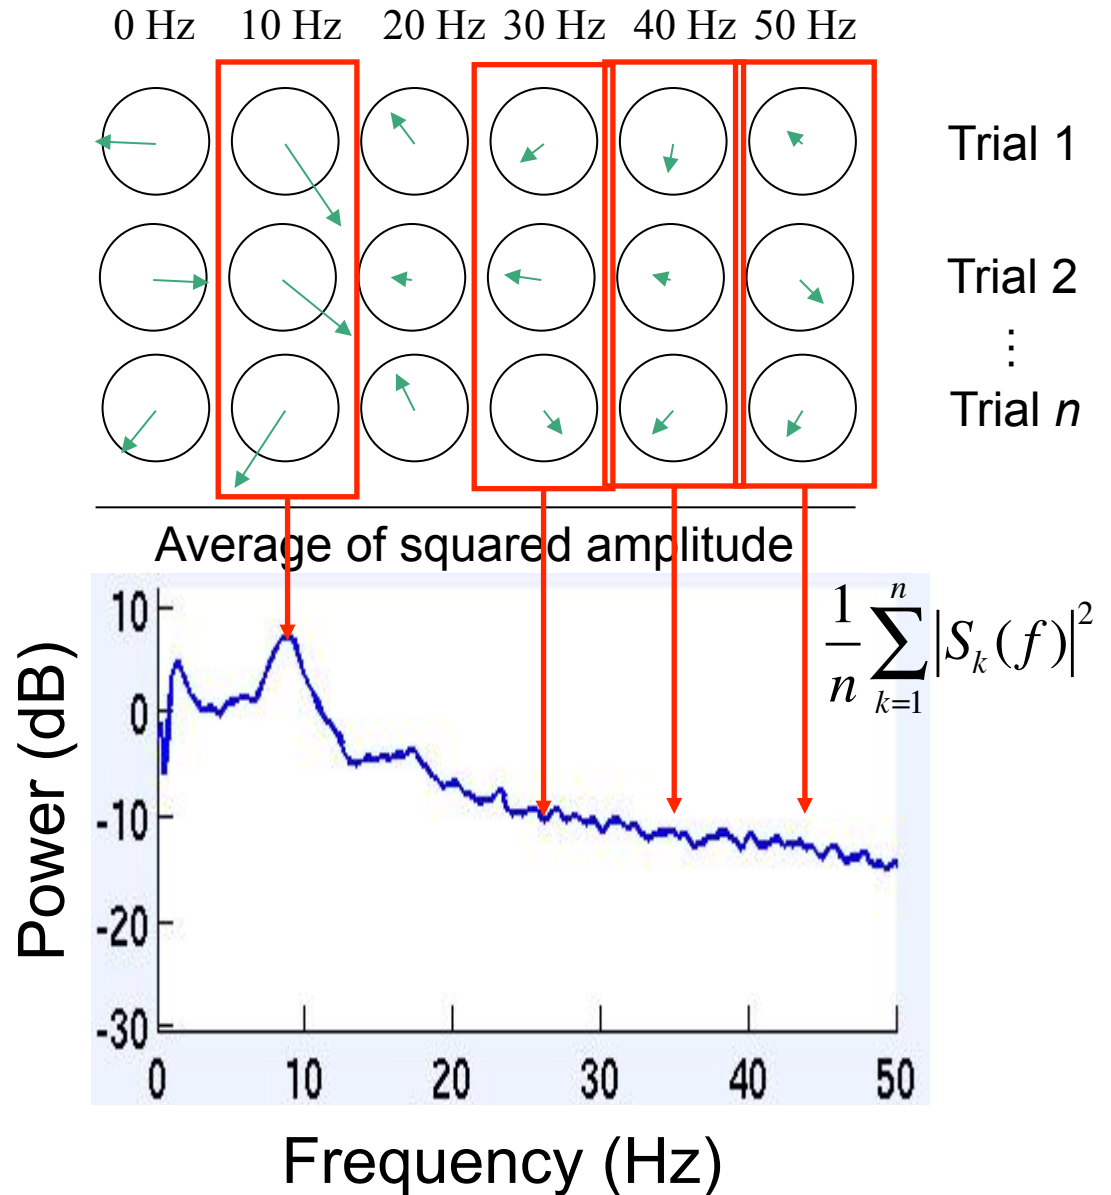 0 Hz 10 Hz 20 Hz 30 Hz 40 Hz 50 Hz
Trial 1
Trial 2
⋮
Trial n
Average of squared amplitude
1/n ∑_{k=1}^{n} |S_k(f)|^2
Power (dB)
10
0
-10
-20
-30
0 10 20 30 40 50
Frequency (Hz)